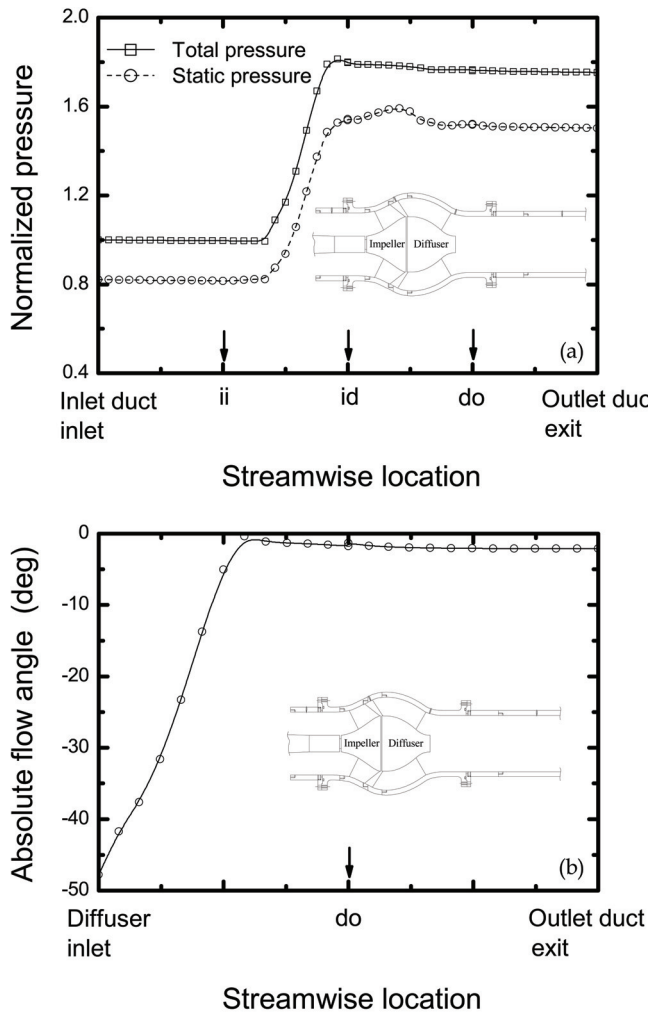 2.0
Total pressure
Static pressure
1.6
1.2
0.8
0.4
Normalized pressure
Impeller Diffuser
(a)
Inlet duct inlet
ii
id
do
Outlet duc
exit
Streamwise location
0
-10
-20
-30
-40
-50
Absolute flow angle (deg)
Impeller Diffuser
(b)
Diffuser inlet
do
Outlet duct
exit
Streamwise location